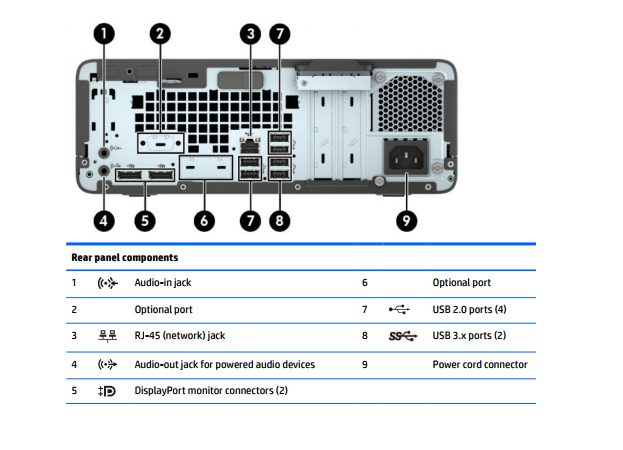 1 2 3 7
4 5 6 7 8 9
Rear panel components
1 Audio-in jack 6 Optional port
2 Optional port 7 USB 2.0 ports (4)
3 RJ-45 (network) jack 8 SS USB 3.x ports (2)
4 Audio-out jack for powered audio devices 9 Power cord connector
5 DisplayPort monitor connectors (2)